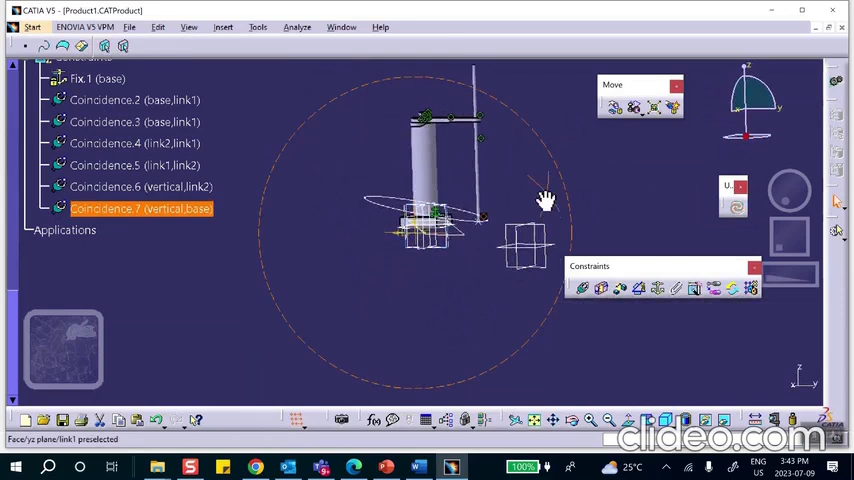 CATIA V5 - [Product1.CATProduct]
Start ENOVIA V5 VPM File Edit View Insert Tools Analyze Window Help
Constraints
Fix.1 (base)
Coincidence.2 (base,link1)
Coincidence.3 (base,link1)
Coincidence.4 (link2,link1)
Coincidence.5 (link1,link2)
Coincidence.6 (vertical,link2)
Coincidence.7 (vertical,base)
Applications
Move
U...
Constraints
z
y
x
z
y
x
Face/yz plane/link1 preselected
clideo.com
100%
25°C
ENG
US
3:43 PM
2023-07-09